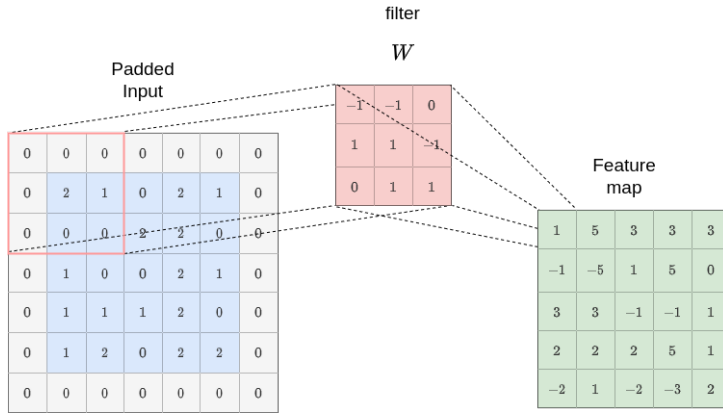 filter
W
Padded
Input
-1 -1 0
1 1 -1
0 1 1
0 0 0 0 0 0 0
0 2 1 0 2 1 0
0 0 0 2 2 0 0
0 1 0 0 2 1 0
0 1 1 1 2 0 0
0 1 2 0 2 2 0
0 0 0 0 0 0 0
Feature
map
1 5 3 3 3
-1 -5 1 5 0
3 3 -1 -1 1
2 2 2 5 1
-2 1 -2 -3 2